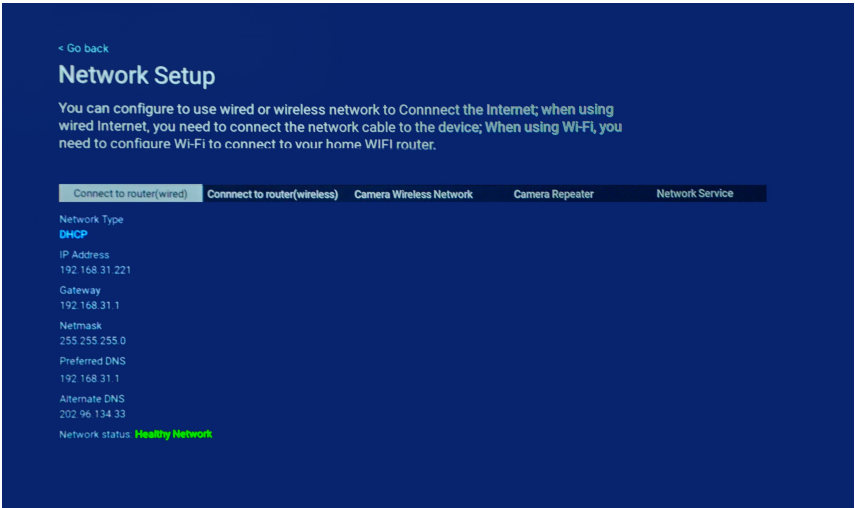 < Go back
Network Setup
You can configure to use wired or wireless network to Connnect the Internet; when using
wired Internet, you need to connect the network cable to the device; When using Wi-Fi, you
need to configure Wi-Fi to connect to your home WIFI router.
Connect to router(wired) Connnect to router(wireless) Camera Wireless Network Camera Repeater Network Service
Network Type
DHCP
IP Address
192.168.31.221
Gateway
192.168.31.1
Netmask
255.255.255.0
Preferred DNS
192.168.31.1
Alternate DNS
202.96.134.33
Network status: Healthy Network